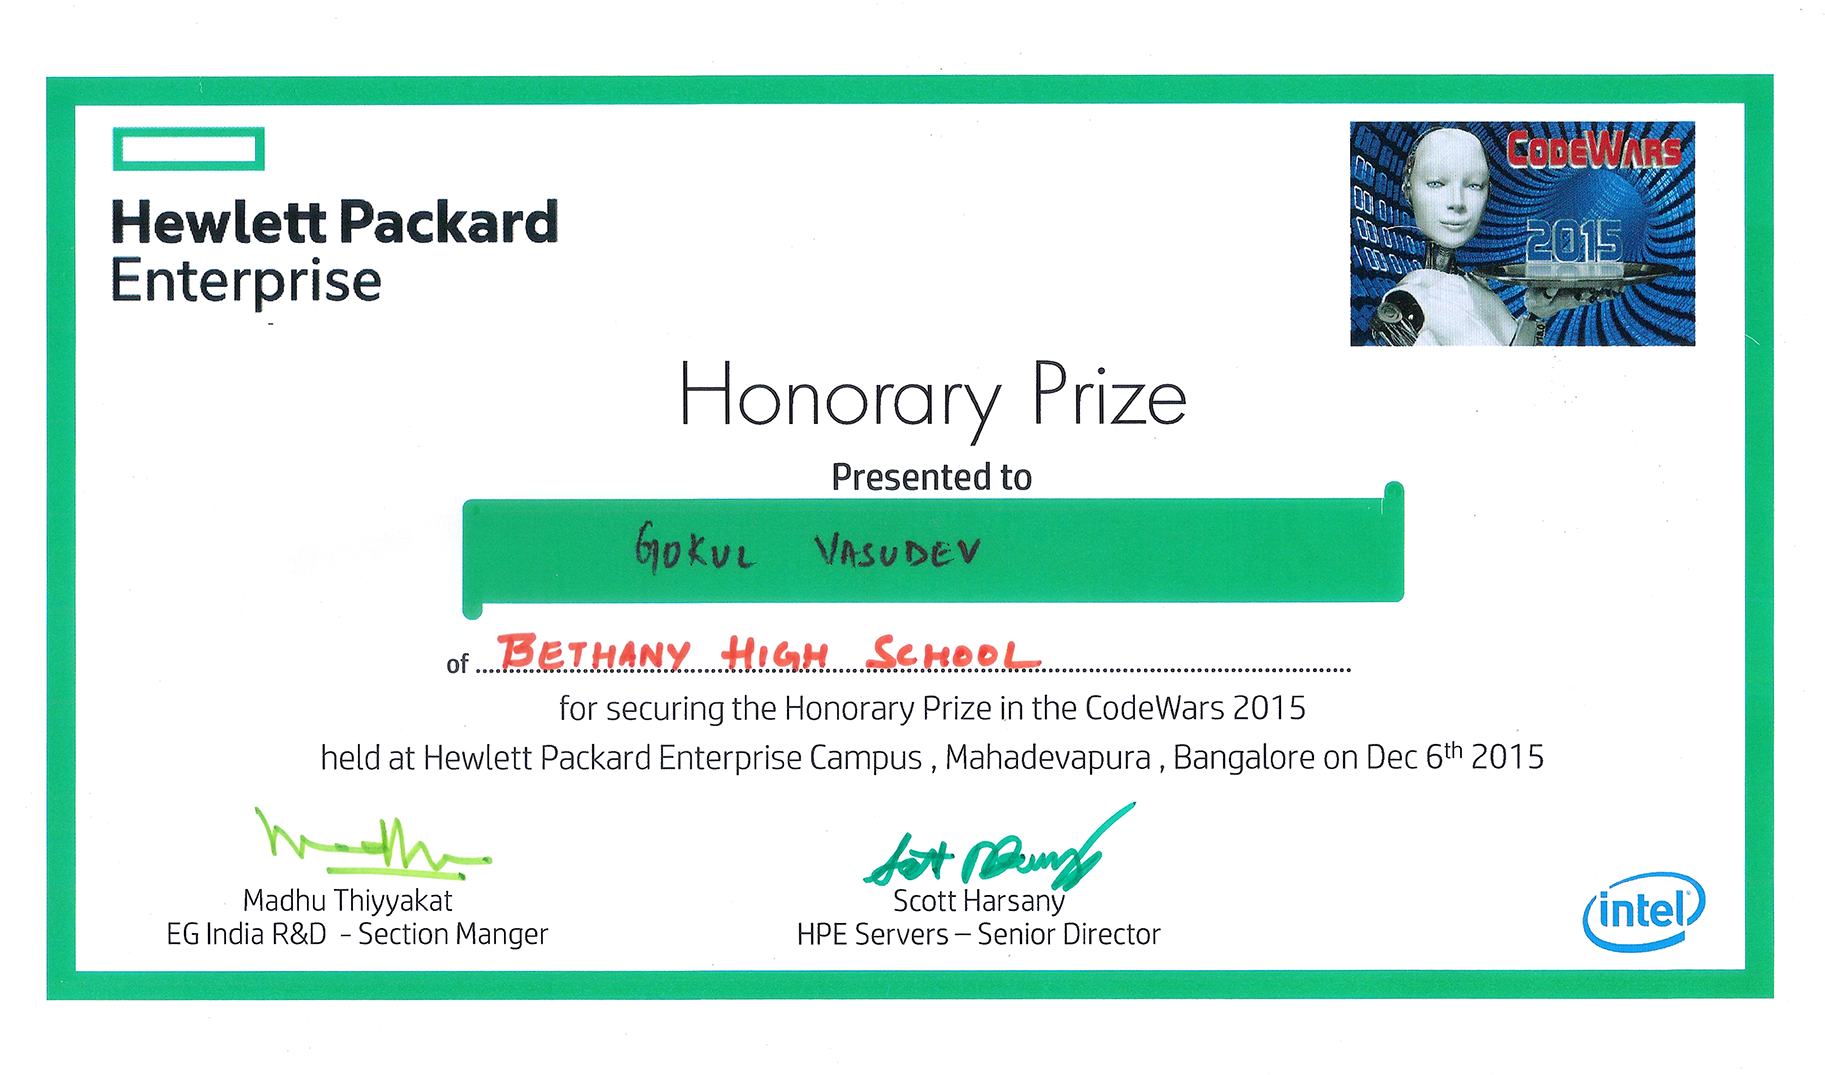 Hewlett Packard
Enterprise
CODEWARS
2015
Honorary Prize
Presented to
GOKUL VASUDEV
of BETHANY HIGH SCHOOL
for securing the Honorary Prize in the CodeWars 2015
held at Hewlett Packard Enterprise Campus , Mahadevapura , Bangalore on Dec 6th 2015
Madhu Thiyyakat
EG India R&D - Section Manger
Scott Harsany
HPE Servers – Senior Director
intel